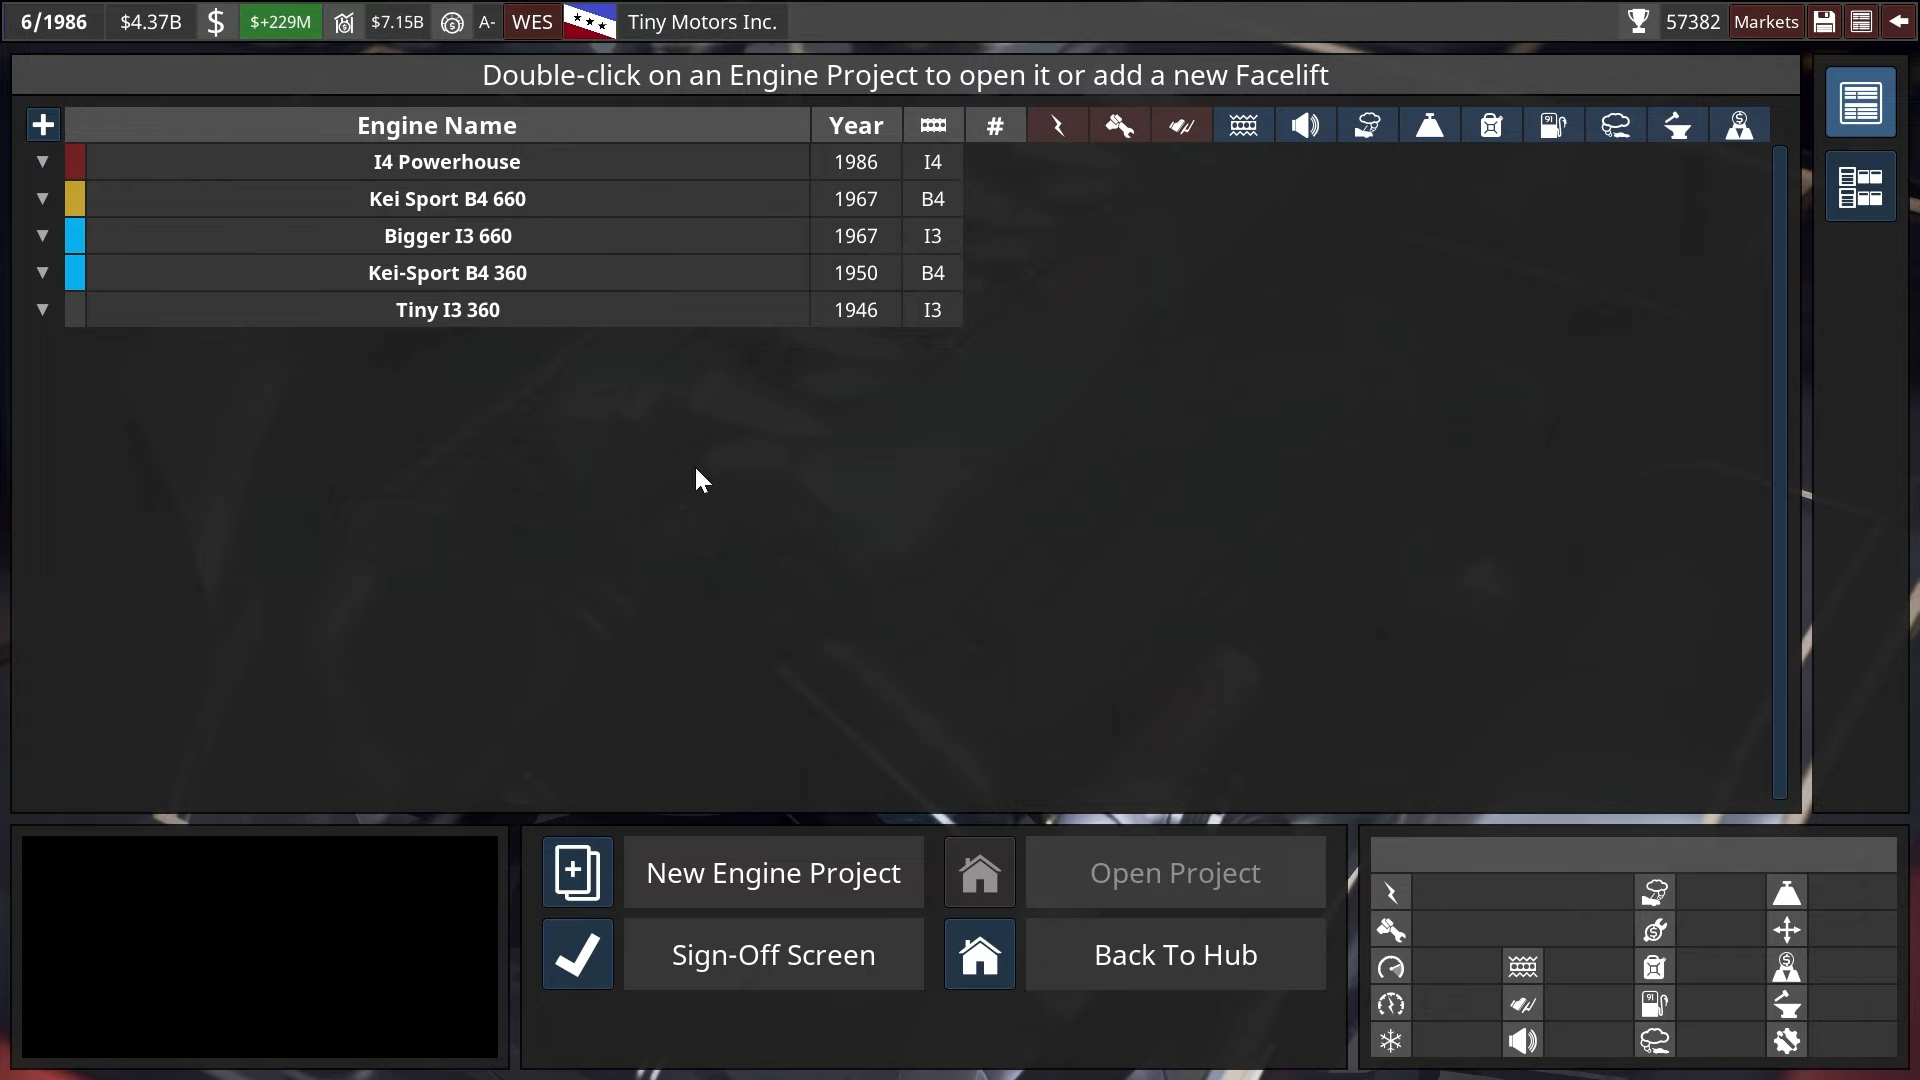 6/1986 $4.37B $+229M $7.15B A- WES Tiny Motors Inc. 57382 Markets
Double-click on an Engine Project to open it or add a new Facelift
Engine Name Year #
I4 Powerhouse 1986 I4
Kei Sport B4 660 1967 B4
Bigger I3 660 1967 I3
Kei-Sport B4 360 1950 B4
Tiny I3 360 1946 I3
New Engine Project Open Project
Sign-Off Screen Back To Hub